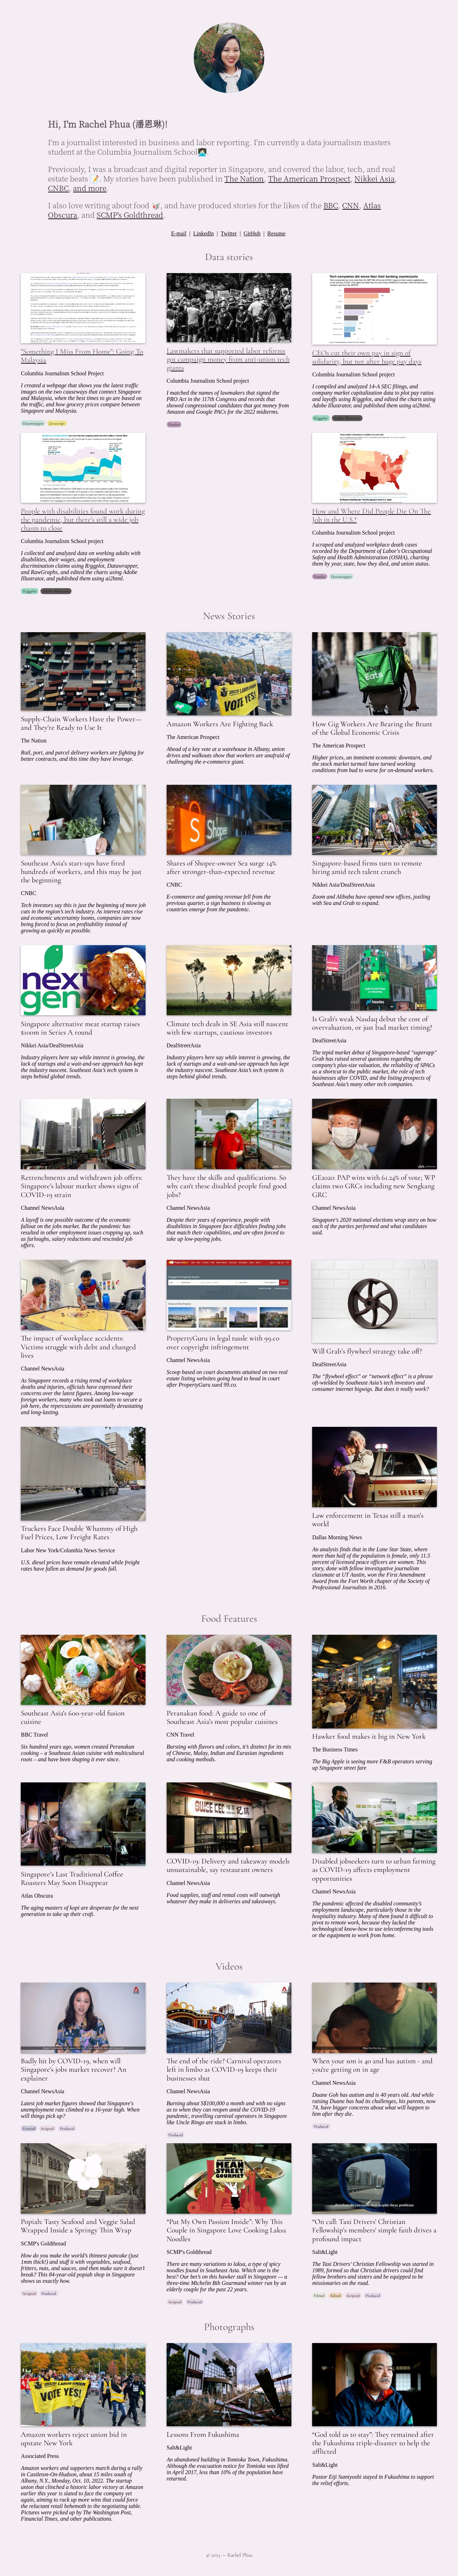 Hi, I'm Rachel Phua (潘恩琳)!
I'm a journalist interested in business and labor reporting. I'm currently a data journalism masters
student at the Columbia Journalism School👩🏻‍💻
Previously, I was a broadcast and digital reporter in Singapore, and covered the labor, tech, and real
estate beats 📝. My stories have been published in The Nation, The American Prospect, Nikkei Asia,
CNBC, and more.
I also love writing about food 🥡, and have produced stories for the likes of the BBC, CNN, Atlas
Obscura, and SCMP's Goldthread.
E-mail | LinkedIn | Twitter | GitHub | Resume
Data stories
"Something I Miss From Home": Going To
Malaysia
Columbia Journalism School Project
I created a webpage that shows you the latest traffic
images on the two causeways that connect Singapore
and Malaysia, when the best times to go are based on
the traffic, and how grocery prices compare between
Singapore and Malaysia.
Datawrapper Javascript
Lawmakers that supported labor reforms
got campaign money from anti-union tech
giants
Columbia Journalism School project
I matched the names of lawmakers that signed the
PRO Act in the 117th Congress and records that
showed congressional candidates that got money from
Amazon and Google PACs for the 2022 midterms.
Pandas
Tech companies did worse than their banking counterparts
CEOs cut their own pay in sign of
solidarity, but not after huge pay days
Columbia Journalism School project
I compiled and analyzed 14-A SEC filings, and
company market capitalization data to plot pay ratios
and layoffs using R/ggplot, and edited the charts using
Adobe Illustrator, and published them using ai2html.
R/ggplot Adobe Illustrator
People with disabilities found work during
the pandemic, but there's still a wide job
chasm to close
Columbia Journalism School project
I collected and analyzed data on working adults with
disabilities, their wages, and employment
discrimination claims using R/ggplot, Datawrapper,
and RawGraphs, and edited the charts using Adobe
Illustrator, and published them using ai2html.
R/ggplot Adobe Illustrator
How and Where Did People Die On The
Job in the U.S.?
Columbia Journalism School project
I scraped and analyzed workplace death cases
recorded by the Department of Labor's Occupational
Safety and Health Administration (OSHA), charting
them by year, state, how they died, and union status.
Pandas Datawrapper
News Stories
Supply-Chain Workers Have the Power—
and They're Ready to Use It
The Nation
Rail, port, and parcel delivery workers are fighting for
better contracts, and this time they have leverage.
VOTE YES!
Amazon Workers Are Fighting Back
The American Prospect
Ahead of a key vote at a warehouse in Albany, union
drives and walkouts show that workers are unafraid of
challenging the e-commerce giant.
Uber
Eats
How Gig Workers Are Bearing the Brunt
of the Global Economic Crisis
The American Prospect
Higher prices, an imminent economic downturn, and
the stock market turmoil have turned working
conditions from bad to worse for on-demand workers.
Southeast Asia's start-ups have fired
hundreds of workers, and this may be just
the beginning
CNBC
Tech investors say this is just the beginning of more job
cuts in the region's tech industry. As interest rates rise
and economic uncertainty looms, companies are now
being forced to focus on profitability instead of
growing as quickly as possible.
Shopee
Shares of Shopee-owner Sea surge 14%
after stronger-than-expected revenue
CNBC
E-commerce and gaming revenue fell from the
previous quarter, a sign business is slowing as
countries emerge from the pandemic.
Singapore-based firms turn to remote
hiring amid tech talent crunch
Nikkei Asia/DealStreetAsia
Zoom and Alibaba have opened new offices, jostling
with Sea and Grab to expand.
next
gen
Singapore alternative meat startup raises
$100m in Series A round
Nikkei Asia/DealStreetAsia
Industry players here say while interest is growing, the
lack of startups and a wait-and-see approach has kept
the industry nascent. Southeast Asia's tech system is
steps behind global trends.
Climate tech deals in SE Asia still nascent
with few startups, cautious investors
DealStreetAsia
Industry players here say while interest is growing, the
lack of startups and a wait-and-see approach has kept
the industry nascent. Southeast Asia's tech system is
steps behind global trends.
Is Grab's weak Nasdaq debut the cost of
overvaluation, or just bad market timing?
DealStreetAsia
The tepid market debut of Singapore-based "superapp"
Grab has raised several questions regarding the
company's plus-size valuation, the reliability of SPACs
as a shortcut to the public market, the role of tech
businesses after COVID, and the listing prospects of
Southeast Asia's many other tech companies.
Retrenchments and withdrawn job offers:
Singapore's labour market shows signs of
COVID-19 strain
Channel NewsAsia
A layoff is one possible outcome of the economic
fallout on the jobs market. But the pandemic has
resulted in other employment issues cropping up, such
as furloughs, salary reductions and rescinded job
offers.
They have the skills and qualifications. So
why can't these disabled people find good
jobs?
Channel NewsAsia
Despite their years of experience, people with
disabilities in Singapore face difficulties finding jobs
that match their capabilities, and are often forced to
take up low-paying jobs.
GE2020: PAP wins with 61.24% of vote; WP
claims two GRCs including new Sengkang
GRC
Channel NewsAsia
Singapore's 2020 national elections wrap story on how
each of the parties performed and what candidates
said.
The impact of workplace accidents:
Victims struggle with debt and changed
lives
Channel NewsAsia
As Singapore records a rising trend of workplace
deaths and injuries, officials have expressed their
concerns over the latest figures. Among low-wage
foreign workers, many who took out loans to secure a
job here, the repercussions are potentially devastating
and long-lasting.
PropertyGuru in legal tussle with 99.co
over copyright infringement
Channel NewsAsia
Scoop based on court documents attained on two real
estate listing websites going head to head in court
after PropertyGuru sued 99.co.
Will Grab's flywheel strategy take off?
DealStreetAsia
The "flywheel effect" or "network effect" is a phrase
oft-wielded by Southeast Asia's tech investors and
consumer internet bigwigs. But does it really work?
Truckers Face Double Whammy of High
Fuel Prices, Low Freight Rates
Labor New York/Columbia News Service
U.S. diesel prices have remain elevated while freight
rates have fallen as demand for goods fall.
SHERIFF
Law enforcement in Texas still a man's
world
Dallas Morning News
An analysis finds that in the Lone Star State, where
more than half of the population is female, only 11.5
percent of licensed peace officers are women. This
story, done with fellow investigative journalism
classmate at UT Austin, won the First Amendment
Award from the Fort Worth chapter of the Society of
Professional Journalists in 2016.
Food Features
Southeast Asia's 600-year-old fusion
cuisine
BBC Travel
Six hundred years ago, women created Peranakan
cooking – a Southeast Asian cuisine with multicultural
roots – and have been shaping it ever since.
Peranakan food: A guide to one of
Southeast Asia's most popular cuisines
CNN Travel
Bursting with flavors and colors, it's distinct for its mix
of Chinese, Malay, Indian and Eurasian ingredients
and cooking methods.
Hawker food makes it big in New York
The Business Times
The Big Apple is seeing more F&B operators serving
up Singapore street fare
Singapore's Last Traditional Coffee
Roasters May Soon Disappear
Atlas Obscura
The aging masters of kopi are desperate for the next
generation to take up their craft.
COVID-19: Delivery and takeaway models
unsustainable, say restaurant owners
Channel NewsAsia
Food supplies, staff and rental costs will outweigh
whatever they make in deliveries and takeaways.
Disabled jobseekers turn to urban farming
as COVID-19 affects employment
opportunities
Channel NewsAsia
The pandemic affected the disabled community's
employment landscape, particularly those in the
hospitality industry. Many of them found it difficult to
pivot to remote work, because they lacked the
technological know-how to use teleconferencing tools
or the equipment to work from home.
Videos
Badly hit by COVID-19, when will
Singapore's jobs market recover? An
explainer
Channel NewsAsia
Latest job market figures showed that Singapore's
unemployment rate climbed to a 16-year high. When
will things pick up?
Scripted Produced
The end of the ride? Carnival operators
left in limbo as COVID-19 keeps their
businesses shut
Channel NewsAsia
Burning about S$100,000 a month and with no signs
as to when they can reopen amid the COVID-19
pandemic, travelling carnival operators in Singapore
like Uncle Ringo are stuck in limbo.
Produced
When your son is 40 and has autism - and
you're getting on in age
Channel NewsAsia
Duane Goh has autism and is 40 years old. And while
raising Duane has had its challenges, his parents, now
74, have bigger concerns about what will happen to
him after they die.
Produced
Popiah: Tasty Seafood and Veggie Salad
Wrapped Inside a Springy Thin Wrap
SCMP's Goldthread
How do you make the world's thinnest pancake (just
1mm thick!) and stuff it with vegetables, seafood,
fritters, nuts, and sauces, and then make sure it doesn't
break? This 84-year-old popiah shop in Singapore
shows us exactly how.
Scripted Produced
MEAN
STREET
GOURMET
"Put My Own Passion Inside": Why This
Couple in Singapore Love Cooking Laksa
Noodles
SCMP's Goldthread
There are many variations to laksa, a type of spicy
noodles found in Southeast Asia. Which one is the
best? Our bet's on this hawker stall in Singapore — a
three-time Michelin Bib Gourmand winner run by an
elderly couple for the past 22 years.
Scripted Produced
"On call: Taxi Drivers' Christian
Fellowship's members' simple faith drives a
profound impact
Salt&Light
The Taxi Drivers' Christian Fellowship was started in
1989, formed so that Christian drivers could find
fellow brothers and sisters and be equipped to be
missionaries on the road.
Filmed Edited Scripted Produced
Photographs
VOTE YES!
Amazon workers reject union bid in
upstate New York
Associated Press
Amazon workers and supporters march during a rally
in Castleton-On-Hudson, about 15 miles south of
Albany, N.Y., Monday, Oct. 10, 2022. The startup
union that clinched a historic labor victory at Amazon
earlier this year is slated to face the company yet
again, aiming to rack up more wins that could force
the reluctant retail behemoth to the negotiating table.
Pictures were picked up by The Washington Post,
Financial Times, and other publications.
Lessons From Fukushima
Salt&Light
An abandoned building in Tomioka Town, Fukushima.
Although the evacuation notice for Tomioka was lifted
in April 2017, less than 10% of the population have
returned.
"God told us to stay": They remained after
the Fukushima triple-disaster to help the
afflicted
Salt&Light
Pastor Eiji Sumiyoshi stayed in Fukushima to support
the relief efforts.
© 2023 — Rachel Phua